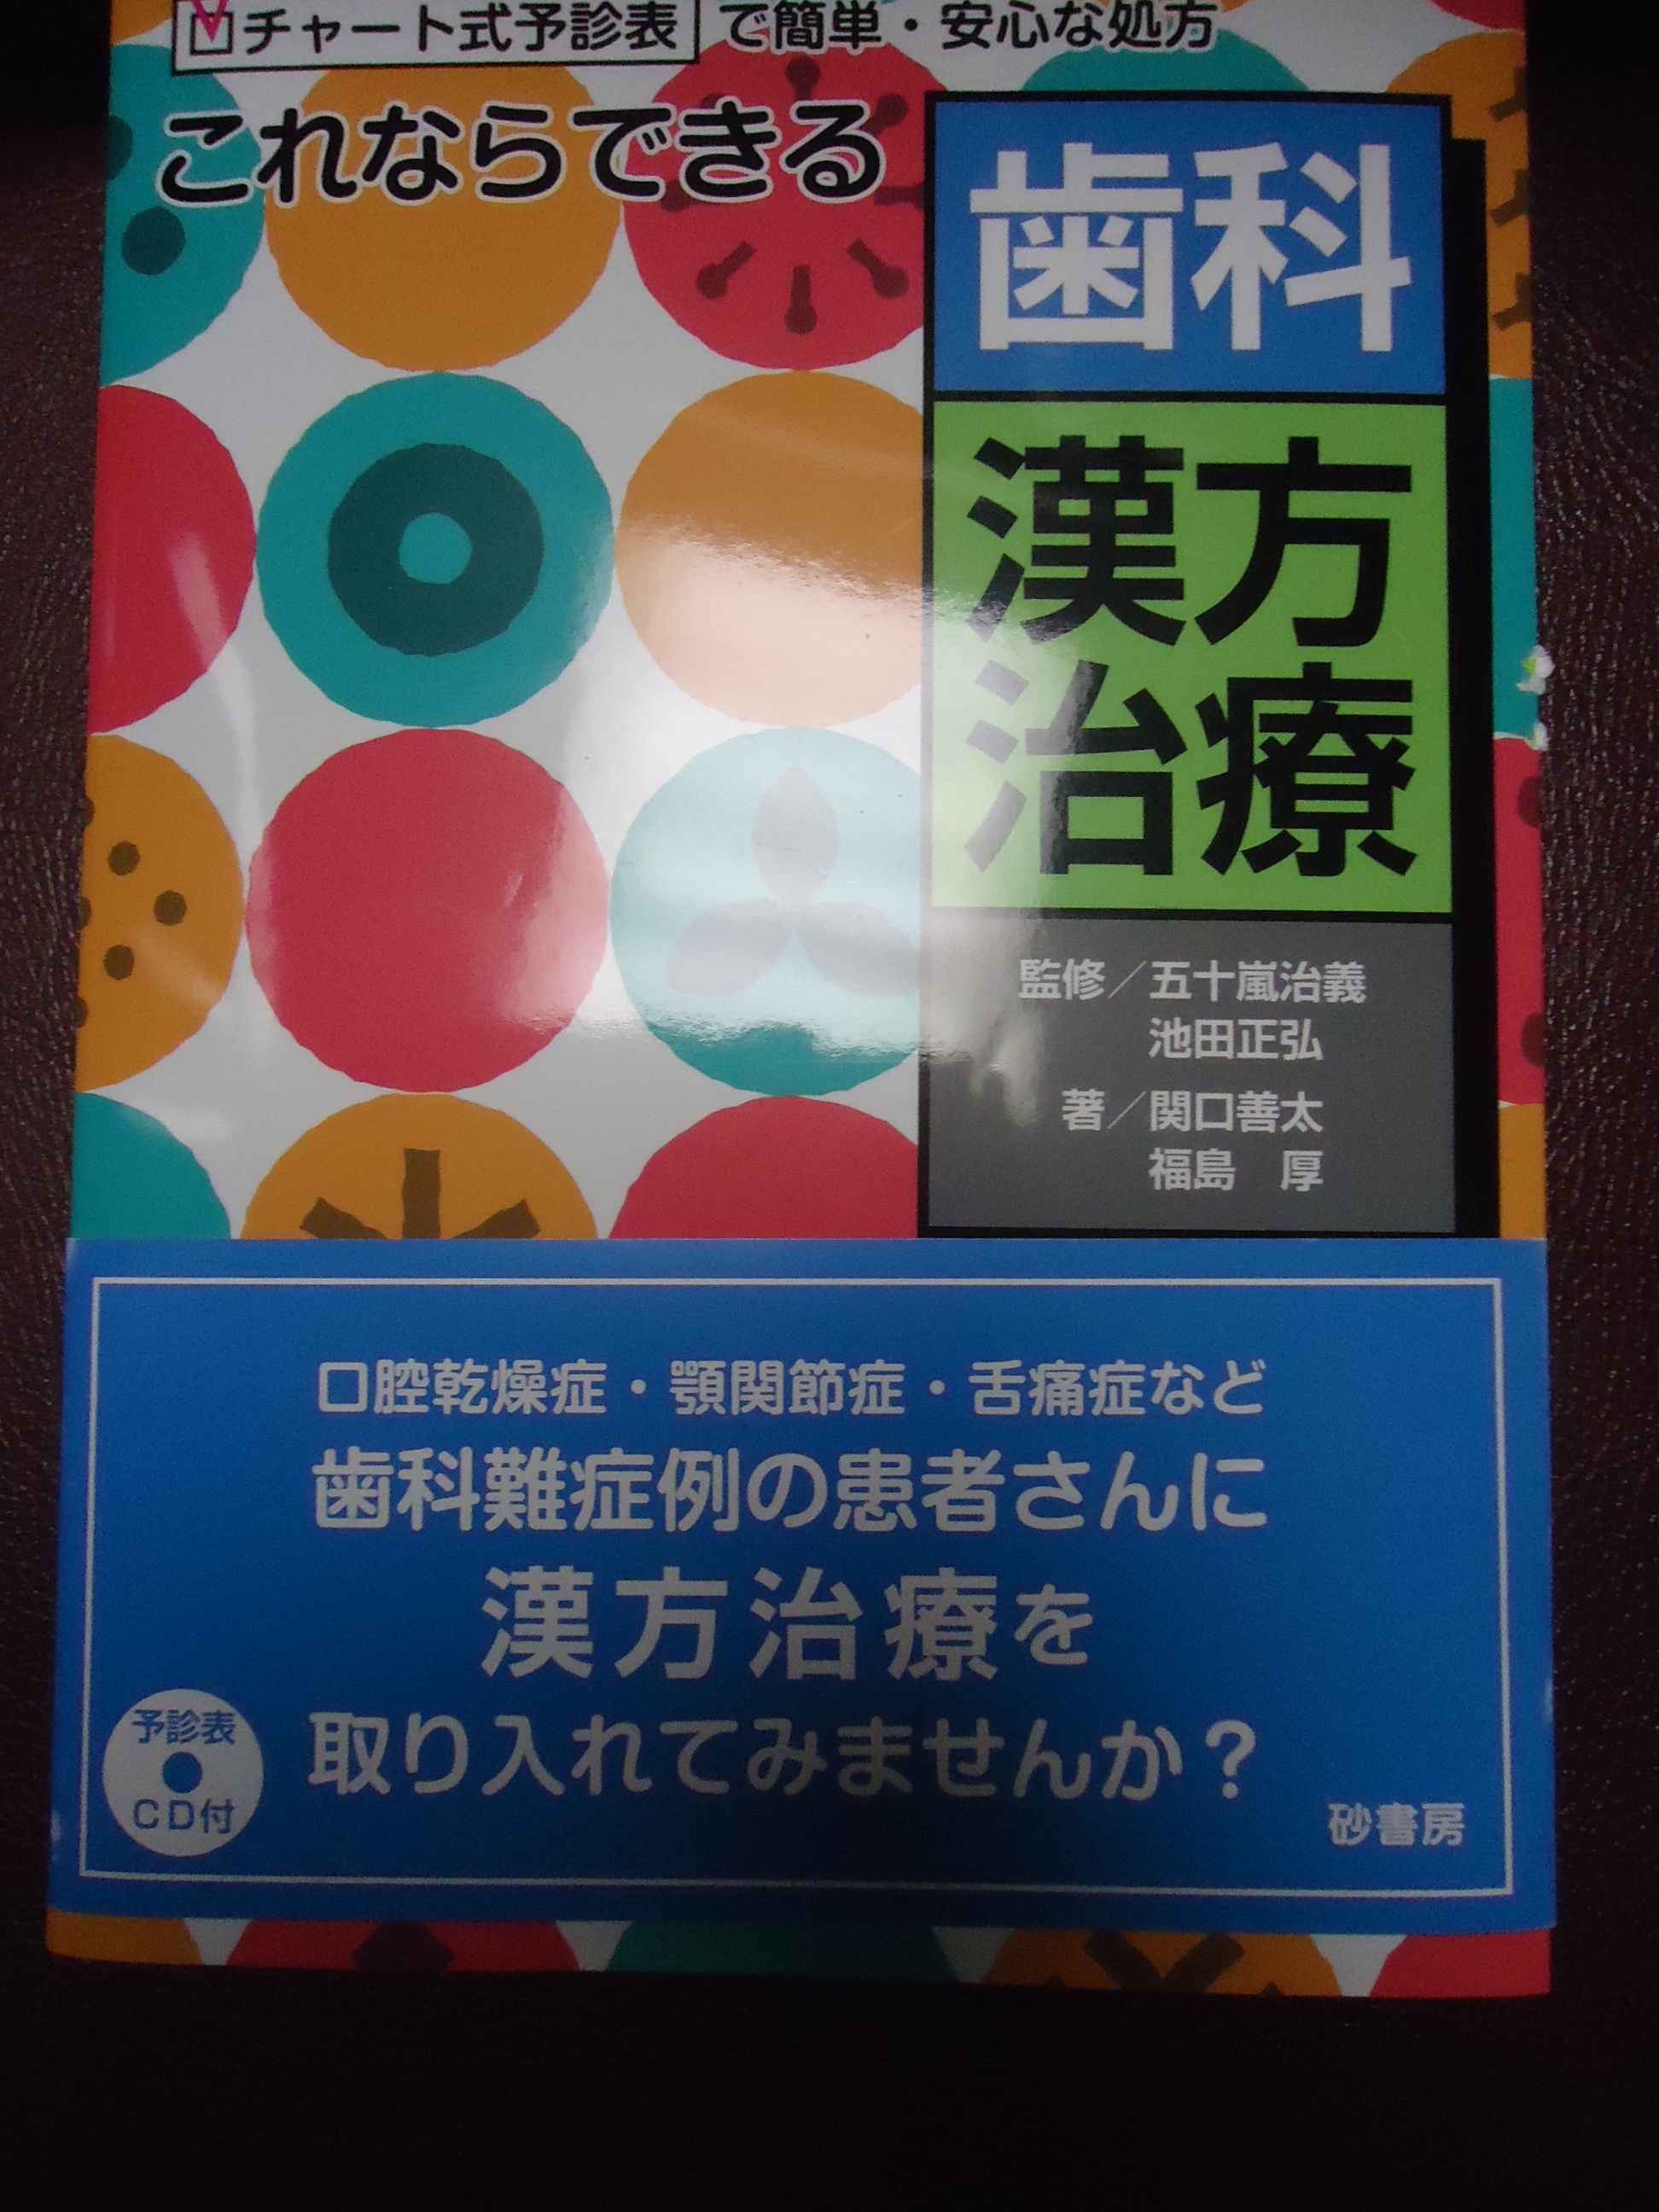 チャート式予診表で簡単・安心な処方
これならできる
歯科
漢方
治療
監修／五十嵐治義
池田正弘
著／関口善太
福島 厚
口腔乾燥症・顎関節症・舌痛症など
歯科難症例の患者さんに
漢方治療を
取り入れてみませんか？
予診表
CD付
砂書房